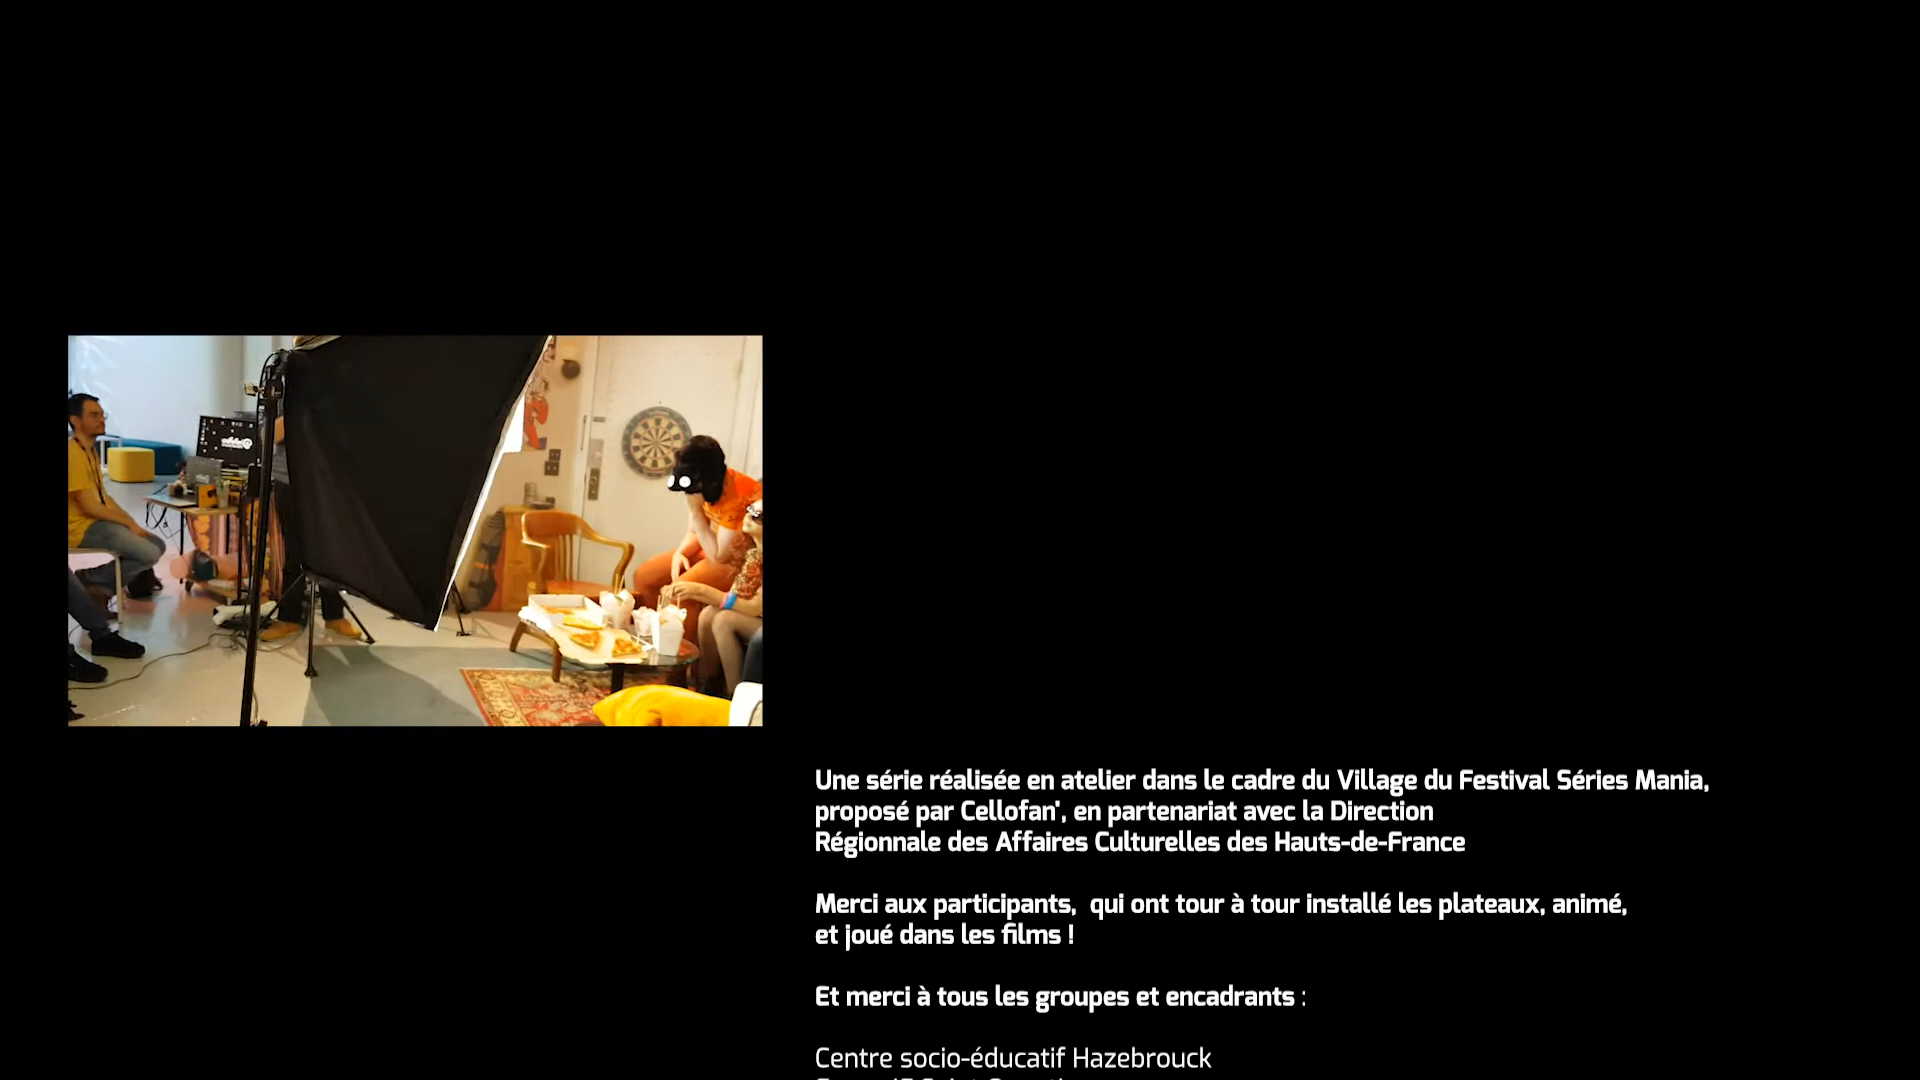 Une série réalisée en atelier dans le cadre du Village du Festival Séries Mania,
proposé par Cellofan', en partenariat avec la Direction
Régionnale des Affaires Culturelles des Hauts-de-France
Merci aux participants,  qui ont tour à tour installé les plateaux, animé,
et joué dans les films !
Et merci à tous les groupes et encadrants :
Centre socio-éducatif Hazebrouck